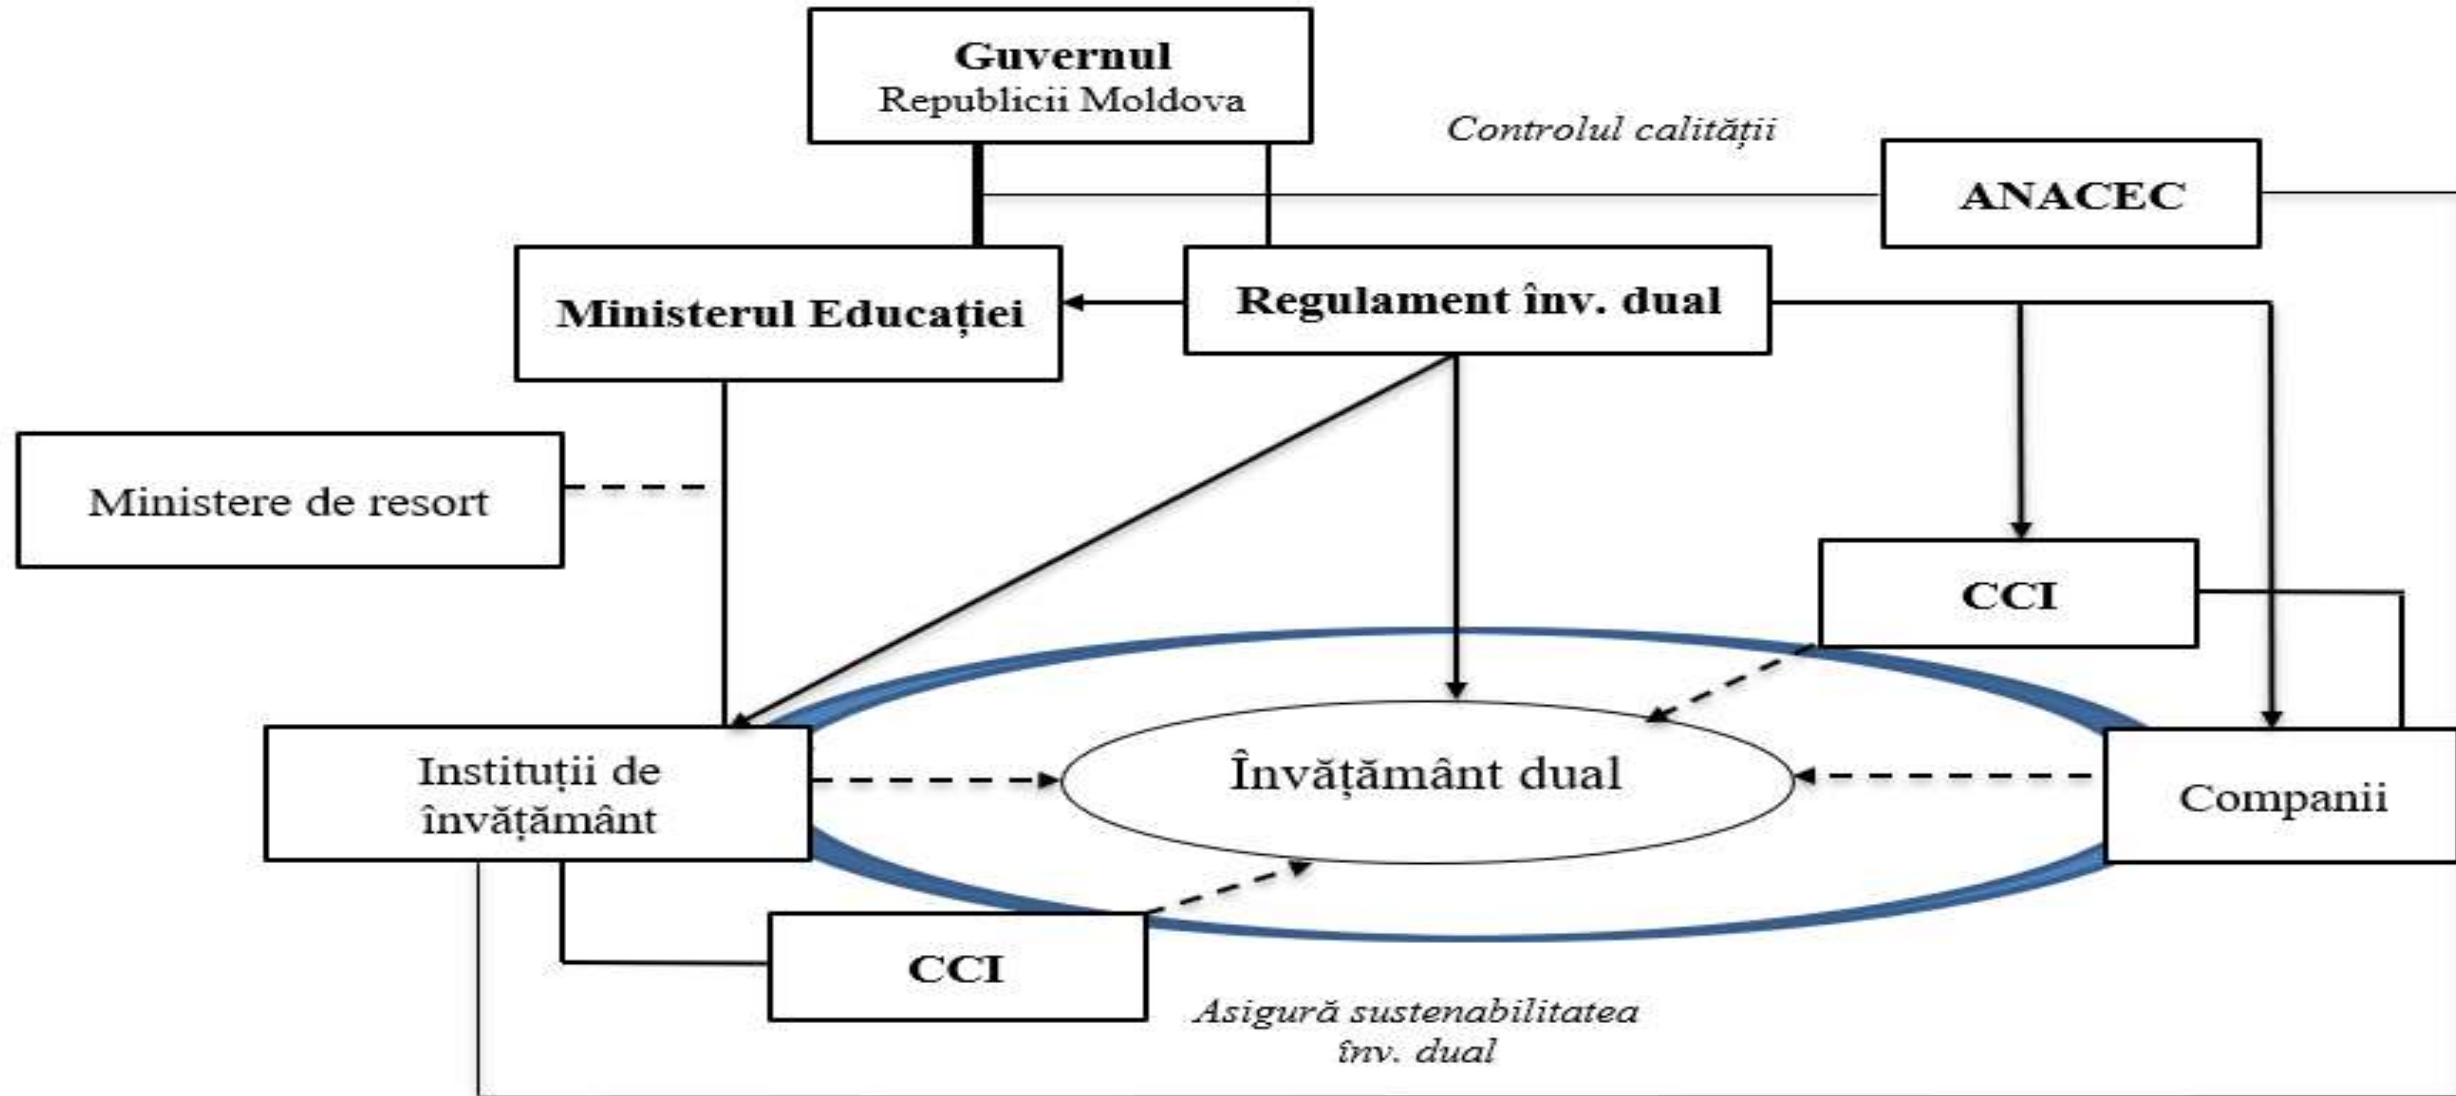 Guvernul
Republicii Moldova
Controlul calității
ANACEC
Ministerul Educației
Regulament înv. dual
Ministere de resort
CCI
Instituții de
învățământ
Învățământ dual
Companii
CCI
Asigură sustenabilitatea
înv. dual